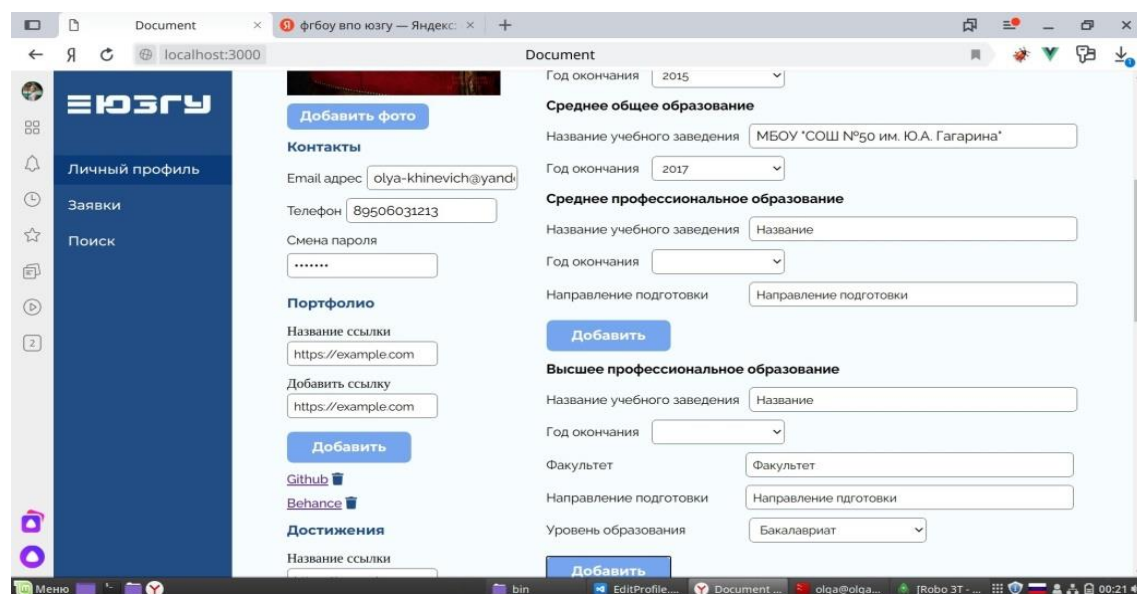 Document
фгбоу впо юзгу — Яндекс:
localhost:3000
Document
ЮЗГУ
Личный профиль
Заявки
Поиск
2
Добавить фото
Контакты
Email адрес olya-khinevich@yand
Телефон 89506031213
Смена пароля
•••••••
Портфолио
Название ссылки
https://example.com
Добавить ссылку
https://example.com
Добавить
Github
Behance
Достижения
Название ссылки
Год окончания 2015
Среднее общее образование
Название учебного заведения МБОУ "СОШ №50 им. Ю.А. Гагарина"
Год окончания 2017
Среднее профессиональное образование
Название учебного заведения Название
Год окончания
Направление подготовки Направление подготовки
Добавить
Высшее профессиональное образование
Название учебного заведения Название
Год окончания
Факультет Факультет
Направление подготовки Направление пдготовки
Уровень образования Бакалавриат
Добавить
Меню bin EditProfile.... Document ... olga@olga... [Robo 3T - ... 00:21